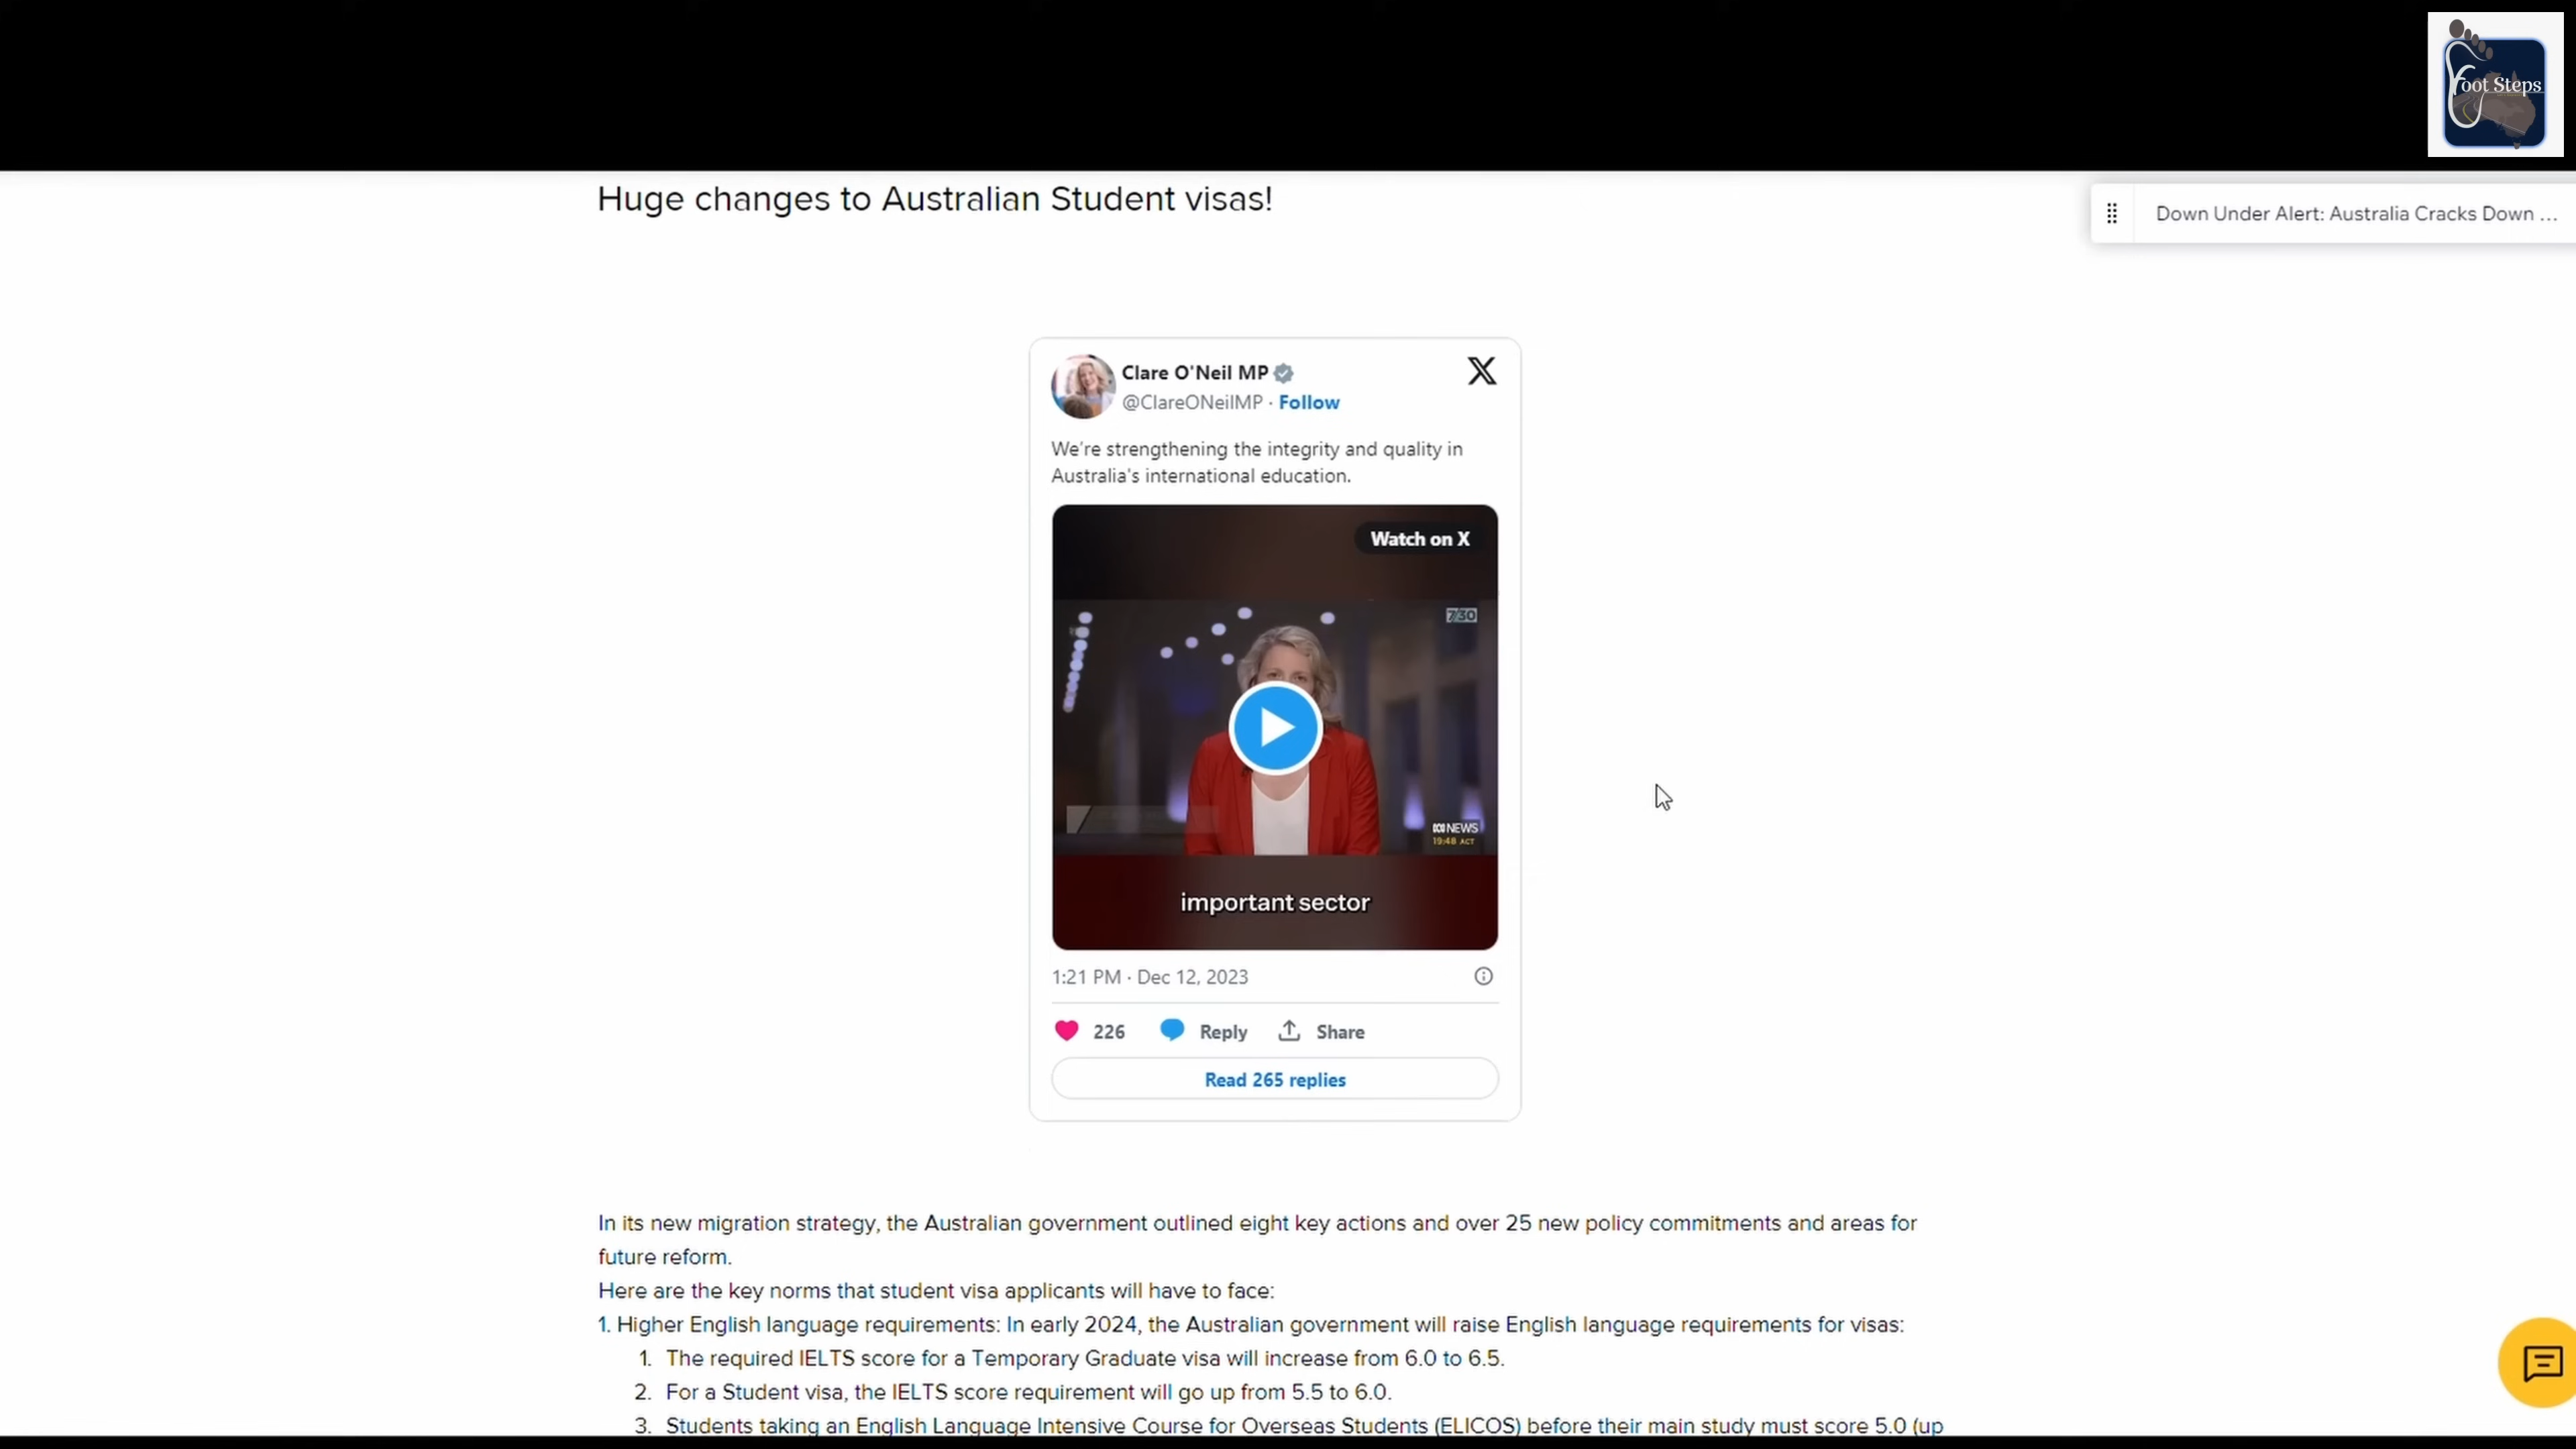 Foot Steps
Huge changes to Australian Student visas!
Down Under Alert: Australia Cracks Down ...
Clare O'Neil MP
@ClareONeilMP · Follow
We're strengthening the integrity and quality in
Australia's international education.
Watch on X
7/30
NEWS
19:48 ACT
important sector
1:21 PM · Dec 12, 2023
226 Reply Share
Read 265 replies
In its new migration strategy, the Australian government outlined eight key actions and over 25 new policy commitments and areas for
future reform.
Here are the key norms that student visa applicants will have to face:
1. Higher English language requirements: In early 2024, the Australian government will raise English language requirements for visas:
1. The required IELTS score for a Temporary Graduate visa will increase from 6.0 to 6.5.
2. For a Student visa, the IELTS score requirement will go up from 5.5 to 6.0.
3. Students taking an English Language Intensive Course for Overseas Students (ELICOS) before their main study must score 5.0 (up